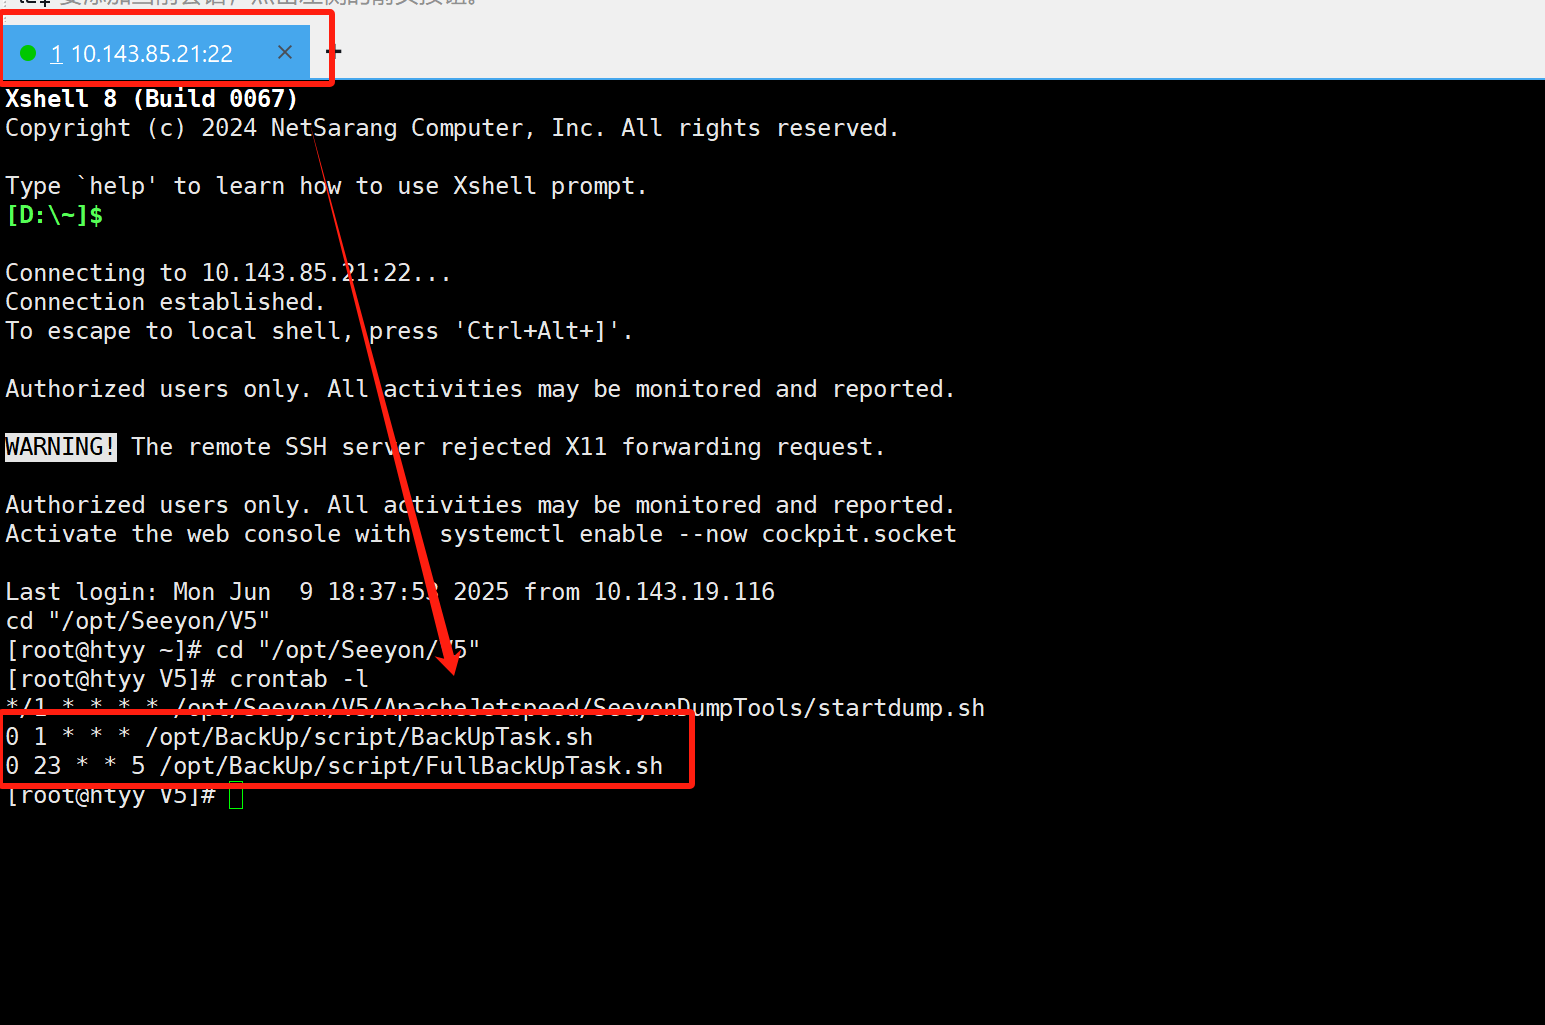 1 10.143.85.21:22
Xshell 8 (Build 0067)
Copyright (c) 2024 NetSarang Computer, Inc. All rights reserved.
Type `help' to learn how to use Xshell prompt.
[D:\~]$
Connecting to 10.143.85.21:22...
Connection established.
To escape to local shell, press 'Ctrl+Alt+]'.
Authorized users only. All activities may be monitored and reported.
WARNING! The remote SSH server rejected X11 forwarding request.
Authorized users only. All activities may be monitored and reported.
Activate the web console with: systemctl enable --now cockpit.socket
Last login: Mon Jun  9 18:37:53 2025 from 10.143.19.116
cd "/opt/Seeyon/V5"
[root@htyy ~]# cd "/opt/Seeyon/V5"
[root@htyy V5]# crontab -l
*/1 * * * * /opt/Seeyon/V5/ApacheJetspeed/SeeyonDumpTools/startdump.sh
0 1 * * * /opt/BackUp/script/BackUpTask.sh
0 23 * * 5 /opt/BackUp/script/FullBackUpTask.sh
[root@htyy V5]#